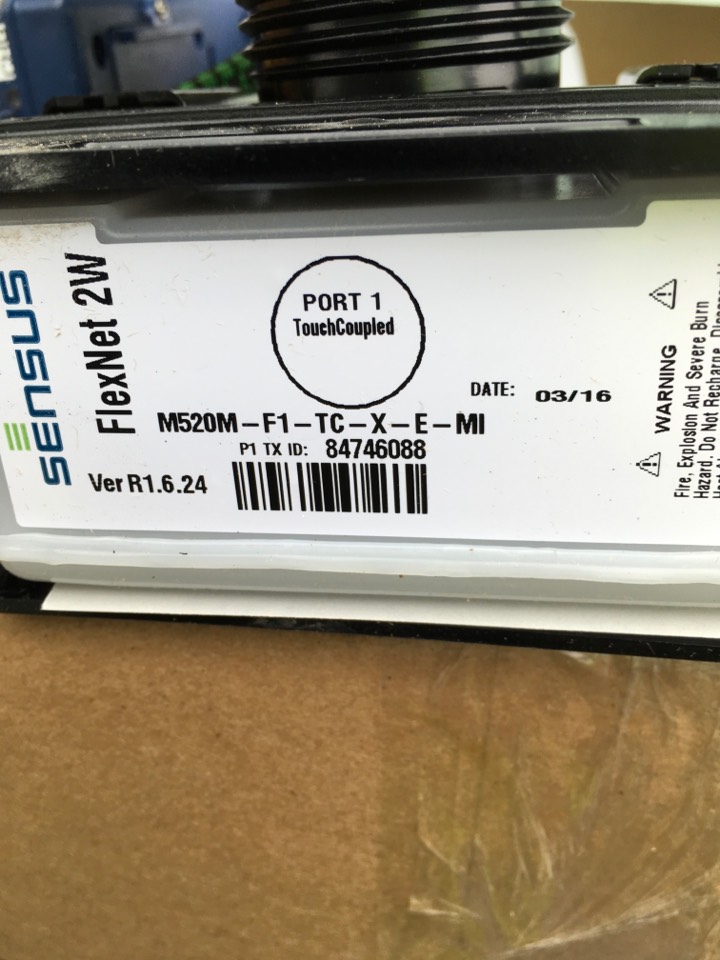 SENSUS
FlexNet 2W
PORT 1
TouchCoupled
DATE: 03/16
M520M-F1-TC-X-E-MI
P1 TX ID: 84746088
Ver R1.6.24
WARNING
Fire, Explosion And Severe Burn
Hazard. Do Not Recharge,